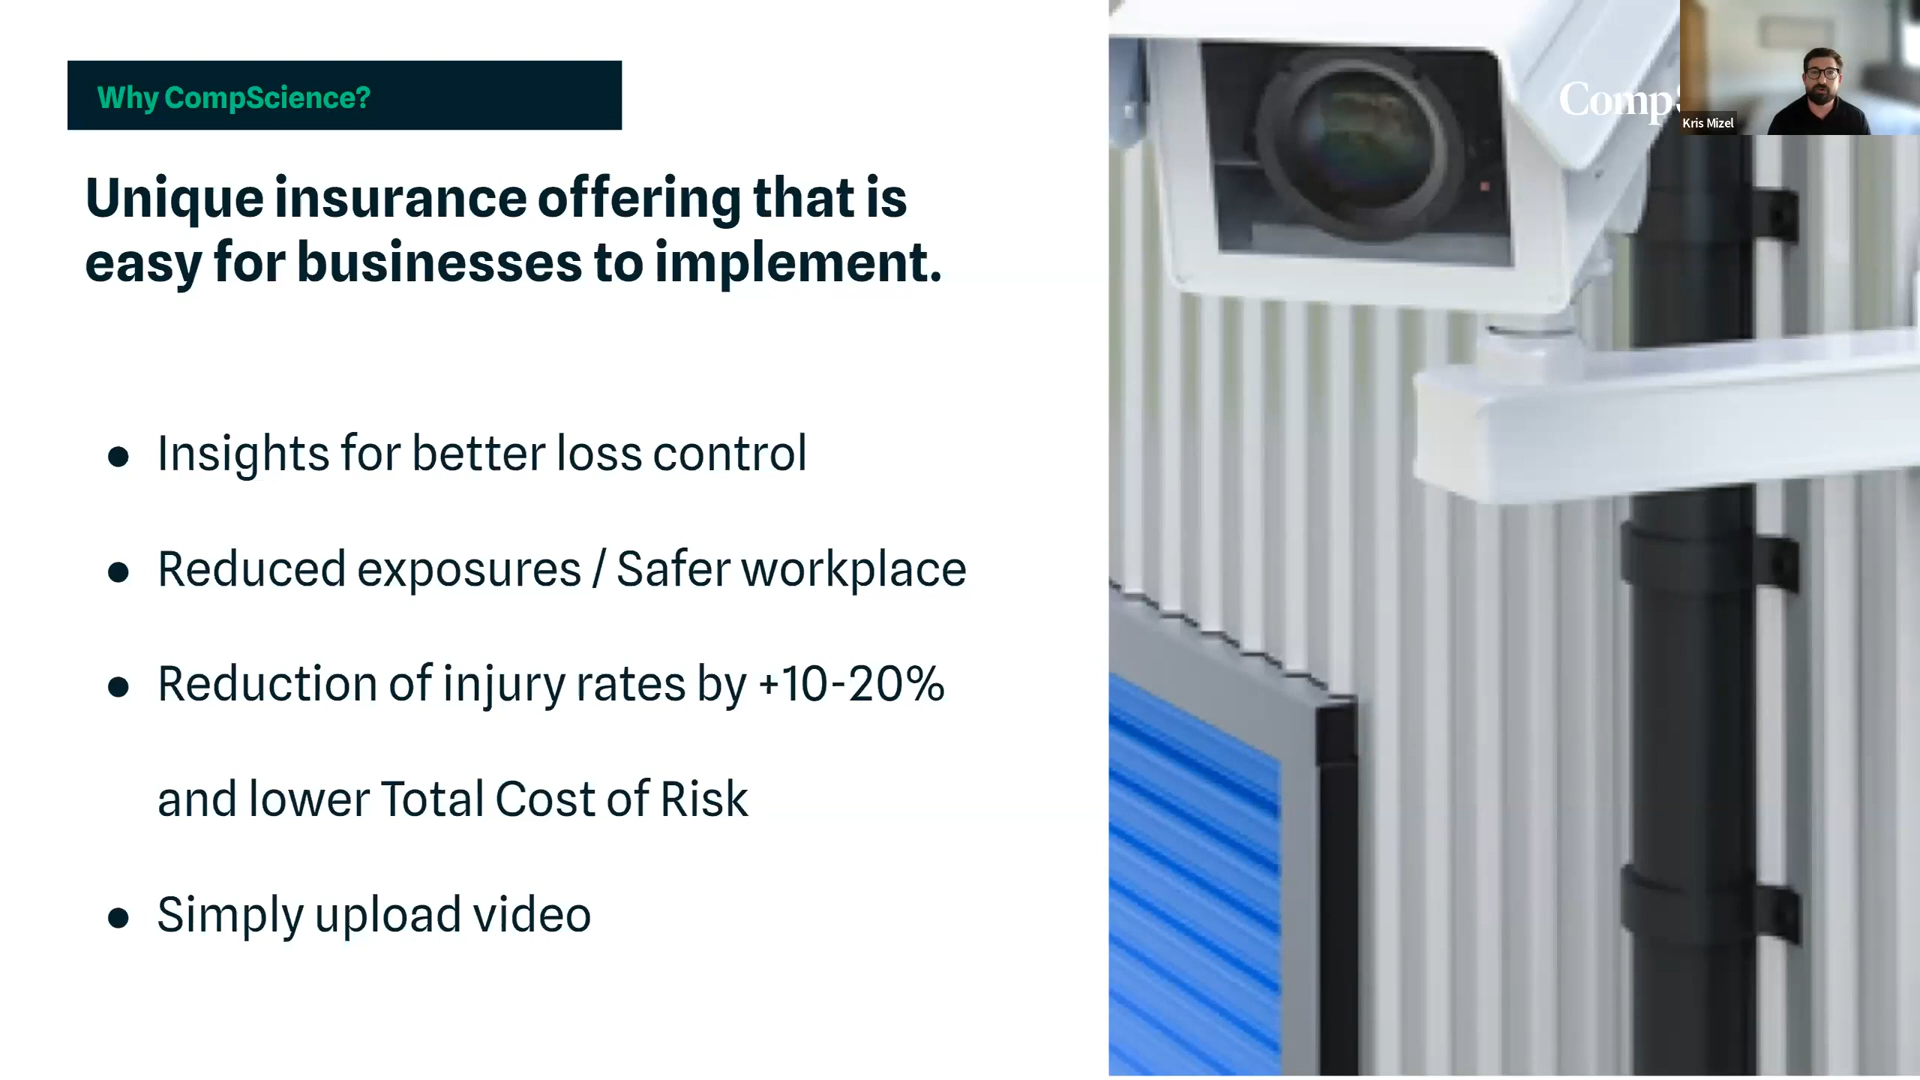 Why CompScience?
Unique insurance offering that is
easy for businesses to implement.
● Insights for better loss control
● Reduced exposures / Safer workplace
● Reduction of injury rates by +10-20%
and lower Total Cost of Risk
● Simply upload video
Comp
Kris Mizel